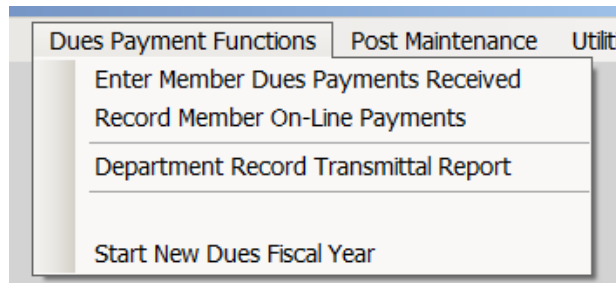 Dues Payment Functions Post Maintenance
Enter Member Dues Payments Received
Record Member On-Line Payments
Department Record Transmittal Report
Start New Dues Fiscal Year